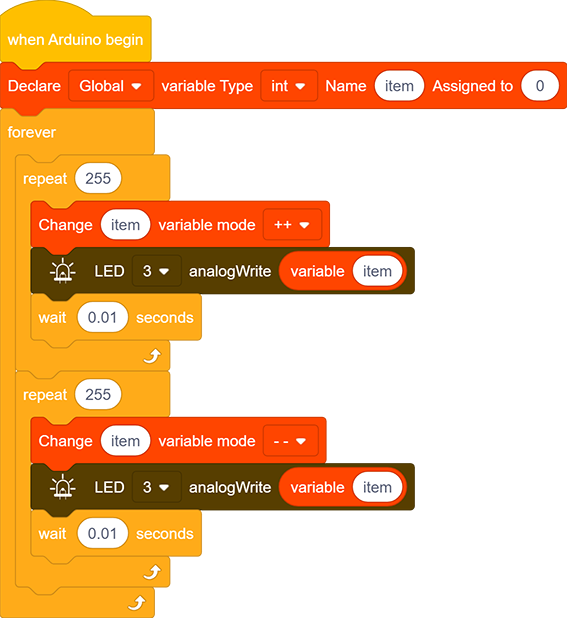 when Arduino begin
Declare Global variable Type int Name item Assigned to 0
forever
repeat 255
Change item variable mode ++
LED 3 analogWrite variable item
wait 0.01 seconds
repeat 255
Change item variable mode - -
LED 3 analogWrite variable item
wait 0.01 seconds